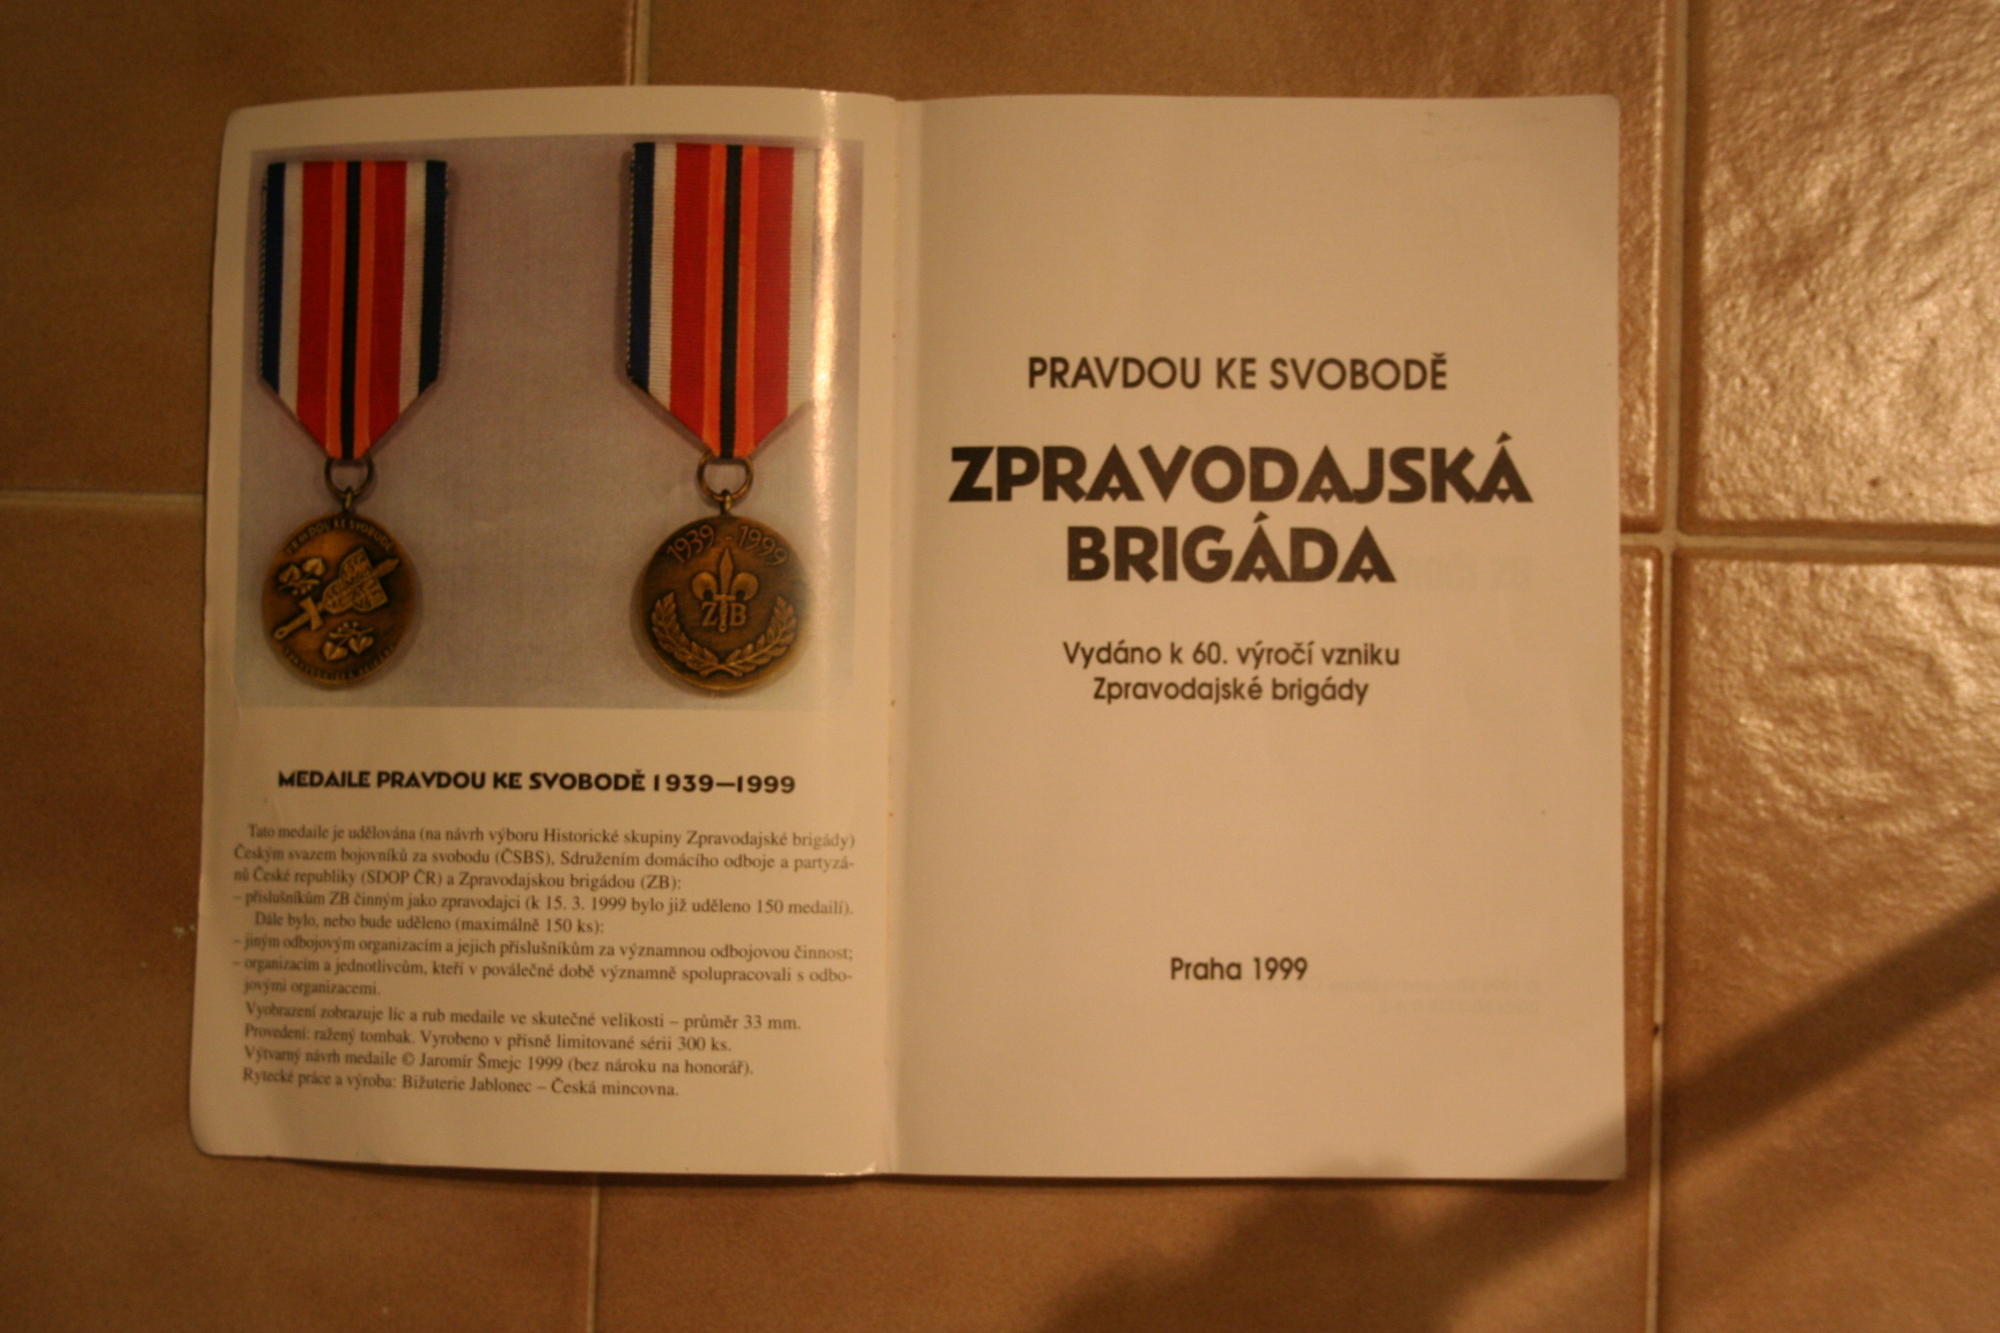 PRAVDOU KE SVOBODĚ
1939 - 1999
ZB
MEDAILE PRAVDOU KE SVOBODĚ 1939—1999
Tato medaile je udělována (na návrh výboru Historické skupiny Zpravodajské brigády)
Českým svazem bojovníků za svobodu (ČSBS), Sdružením domácího odboje a partyzá-
nů České republiky (SDOP ČR) a Zpravodajskou brigádou (ZB):
– příslušníkům ZB činným jako zpravodajci (k 15. 3. 1999 bylo již uděleno 150 medailí).
Dále bylo, nebo bude uděleno (maximálně 150 ks):
– jiným odbojovým organizacím a jejich příslušníkům za významnou odbojovou činnost;
– organizacím a jednotlivcům, kteří v poválečné době významně spolupracovali s odbo-
jovými organizacemi.
Vyobrazení zobrazuje líc a rub medaile ve skutečné velikosti – průměr 33 mm.
Provedení: ražený tombak. Vyrobeno v přísně limitované sérii 300 ks.
Výtvarný návrh medaile © Jaromír Šmejc 1999 (bez nároku na honorář).
Rytecké práce a výroba: Bižuterie Jablonec – Česká mincovna.
PRAVDOU KE SVOBODĚ
ZPRAVODAJSKÁ
BRIGÁDA
Vydáno k 60. výročí vzniku
Zpravodajské brigády
Praha 1999